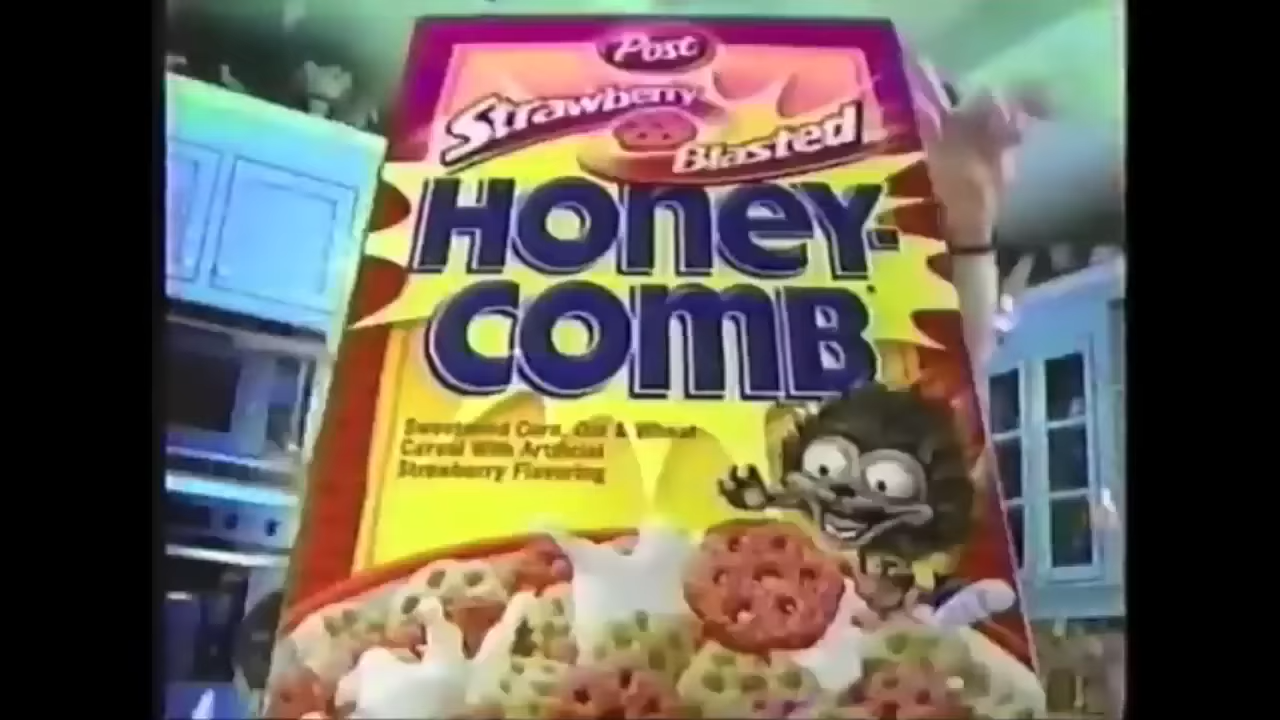 Post
Strawberry
Blasted
HONEY-
COMB
Sweetened Corn, Oat & Wheat
Cereal With Artificial
Strawberry Flavoring